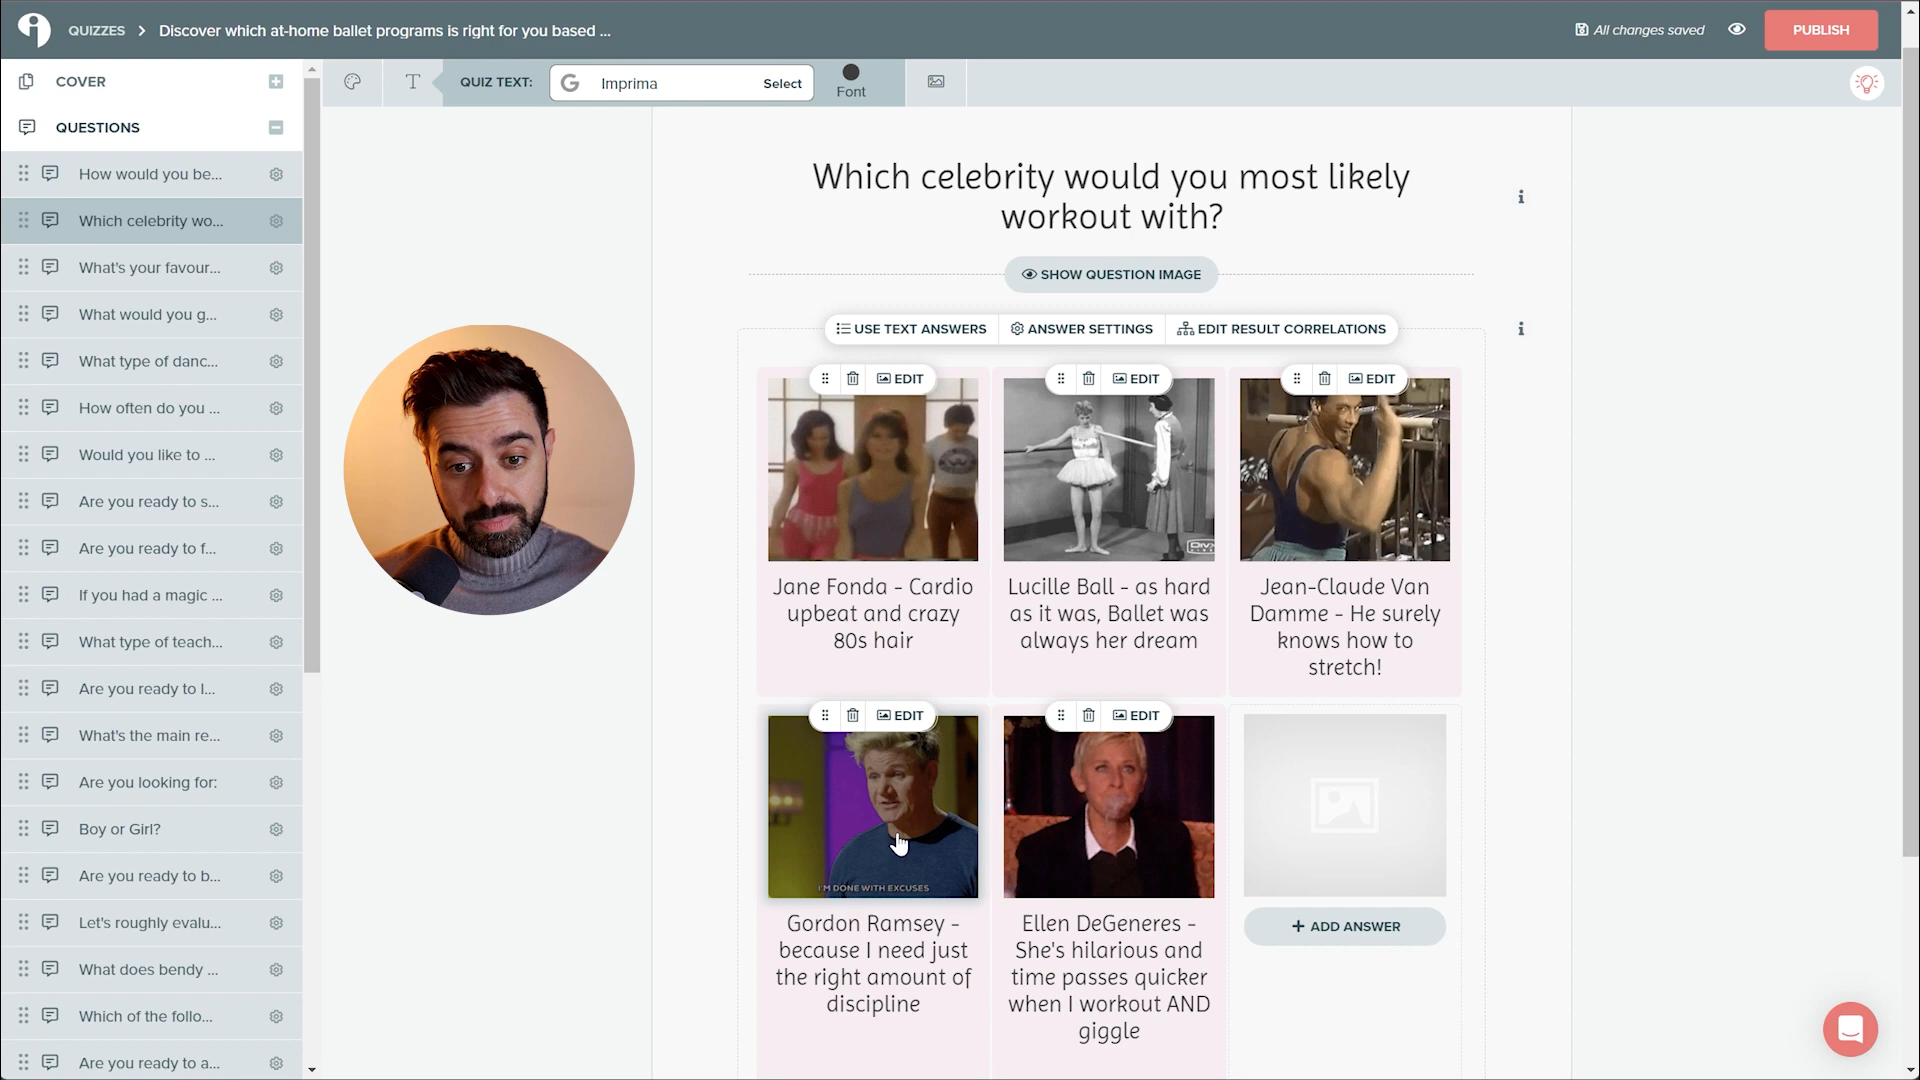 QUIZZES > Discover which at-home ballet programs is right for you based ...
All changes saved
PUBLISH
COVER
QUESTIONS
How would you be...
Which celebrity wo...
What's your favour...
What would you g...
What type of danc...
How often do you ...
Would you like to ...
Are you ready to s...
Are you ready to f...
If you had a magic ...
What type of teach...
Are you ready to l...
What's the main re...
Are you looking for:
Boy or Girl?
Are you ready to b...
Let's roughly evalu...
What does bendy ...
Which of the follo...
Are you ready to a...
T
QUIZ TEXT:
G Imprima Select
Font
Which celebrity would you most likely
workout with?
SHOW QUESTION IMAGE
USE TEXT ANSWERS
ANSWER SETTINGS
EDIT RESULT CORRELATIONS
EDIT
EDIT
EDIT
Jane Fonda - Cardio
upbeat and crazy
80s hair
Lucille Ball - as hard
as it was, Ballet was
always her dream
Jean-Claude Van
Damme - He surely
knows how to
stretch!
EDIT
EDIT
I'M DONE WITH EXCUSES
Gordon Ramsey -
because I need just
the right amount of
discipline
Ellen DeGeneres -
She's hilarious and
time passes quicker
when I workout AND
giggle
+ ADD ANSWER